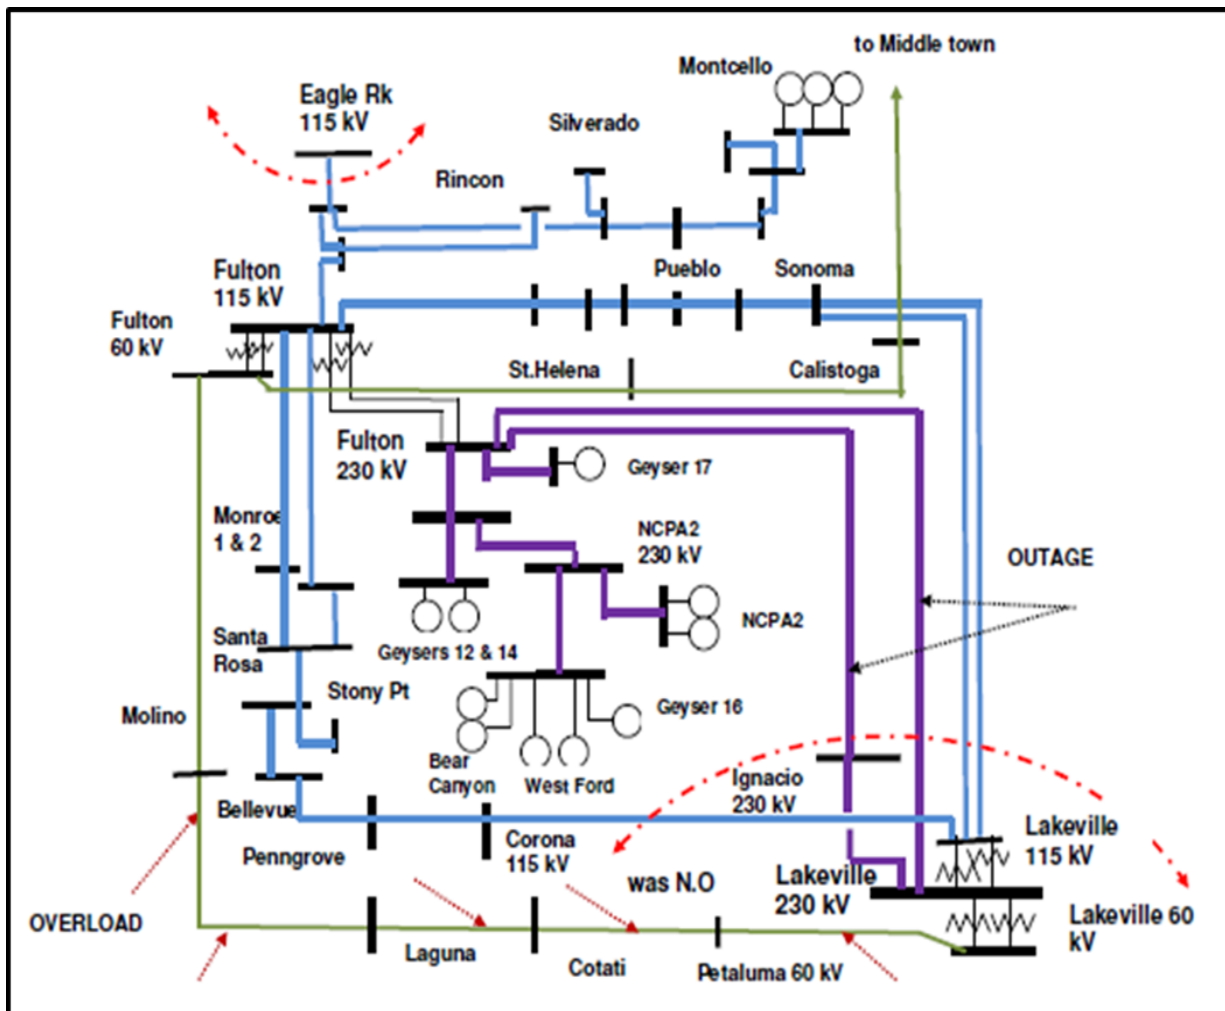 to Middle town
Montcello
Eagle Rk
115 kV
Silverado
Rincon
Fulton
115 kV
Pueblo
Sonoma
Fulton
60 kV
St.Helena
Calistoga
Fulton
230 kV
Geyser 17
Monroe
1 & 2
NCPA2
230 kV
OUTAGE
NCPA2
Santa
Rosa
Geysers 12 & 14
Stony Pt
Geyser 16
Molino
Bear
Canyon
West Ford
Ignacio
230 kV
Bellevue
Penngrove
Corona
115 kV
Lakeville
115 kV
was N.O
Lakeville
230 kV
OVERLOAD
Lakeville 60
kV
Laguna
Cotati
Petaluma 60 kV